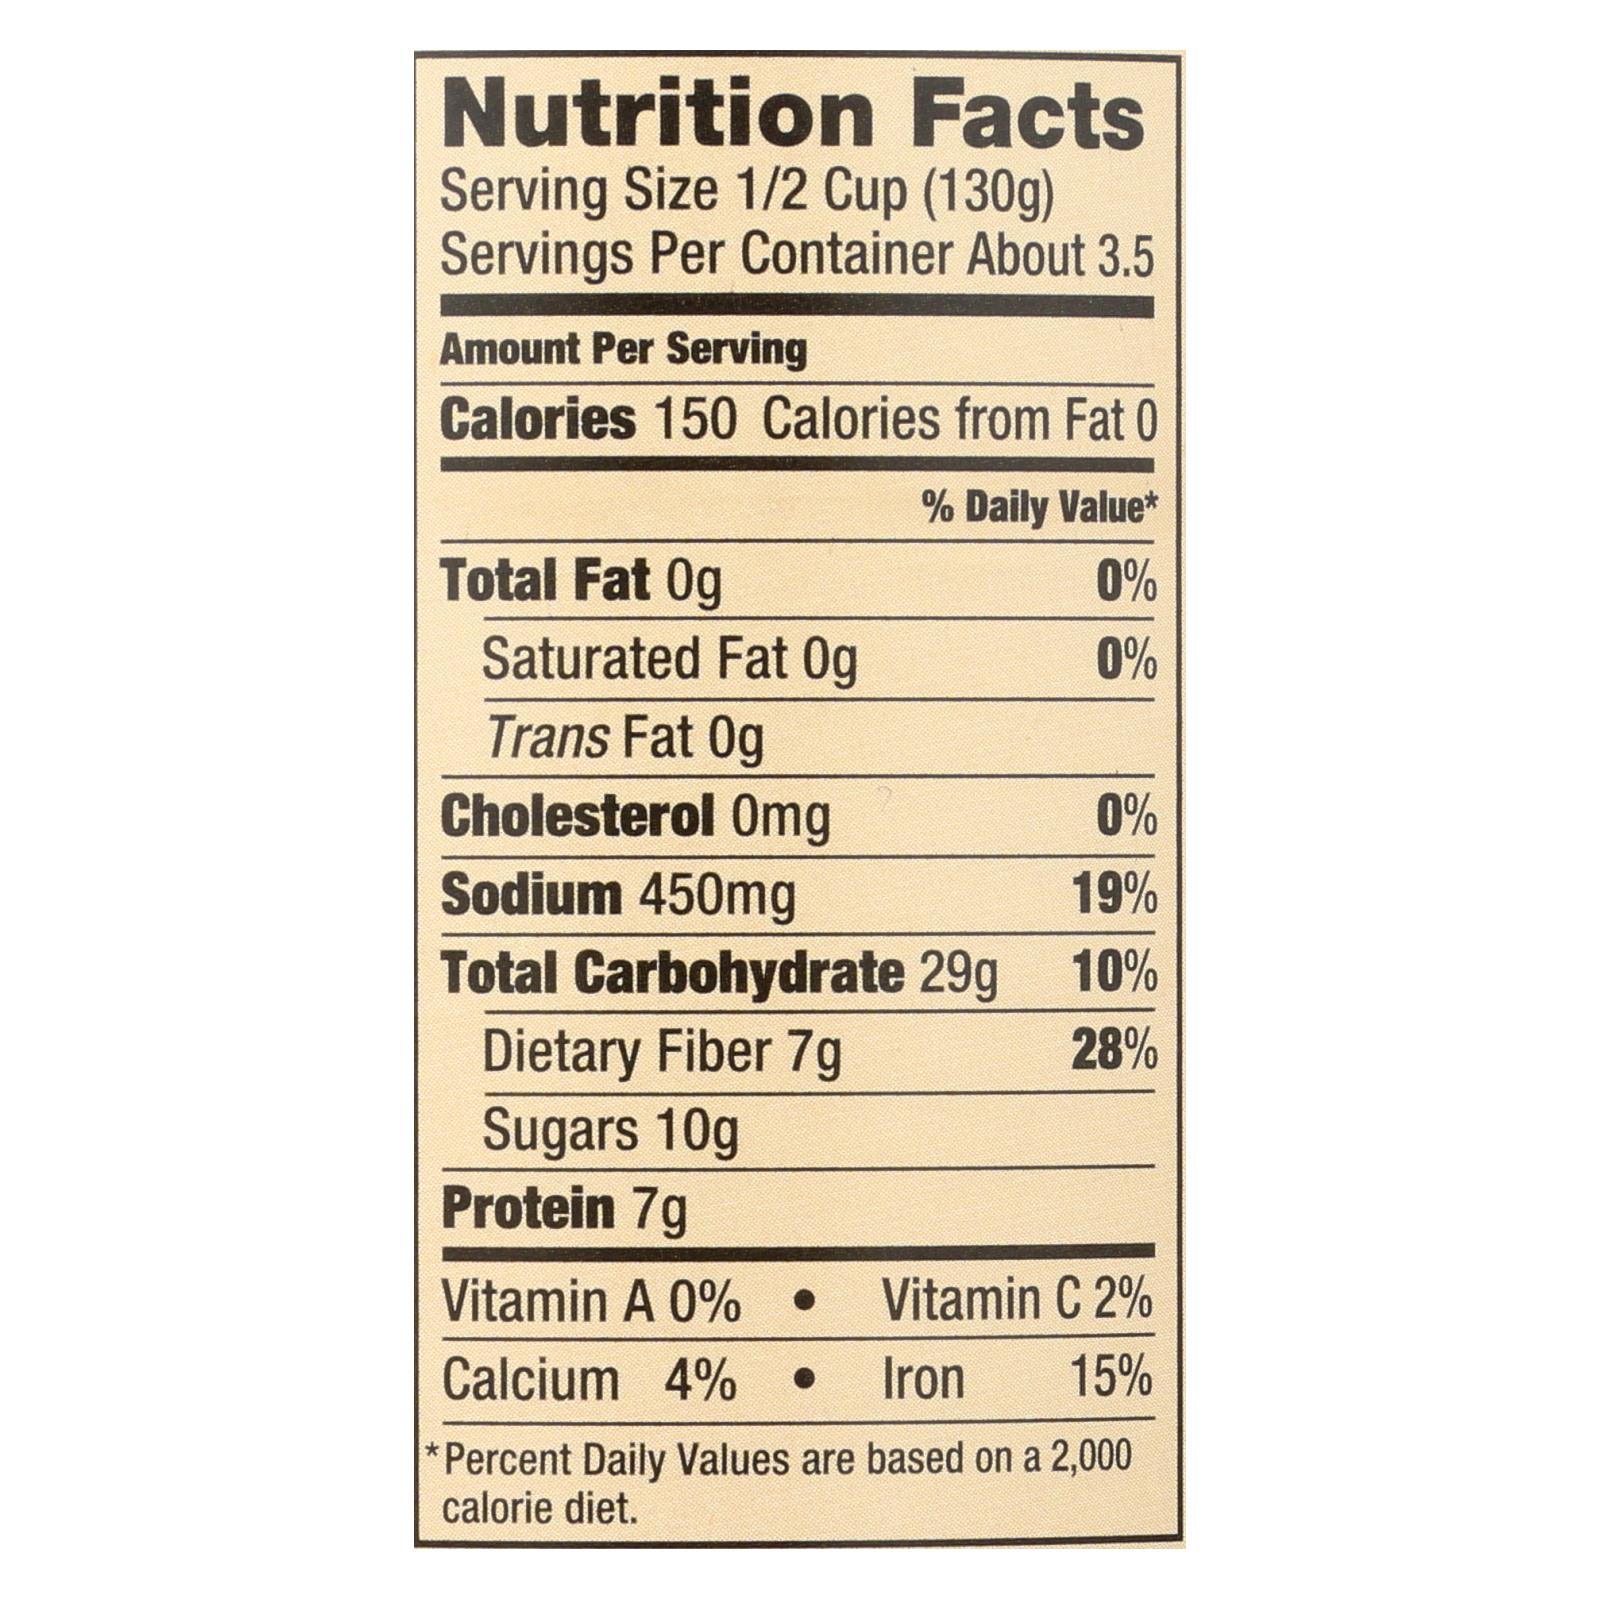 Nutrition Facts
Serving Size 1/2 Cup (130g)
Servings Per Container About 3.5
Amount Per Serving
Calories 150 Calories from Fat 0
% Daily Value*
Total Fat 0g 0%
Saturated Fat 0g 0%
Trans Fat 0g
Cholesterol 0mg 0%
Sodium 450mg 19%
Total Carbohydrate 29g 10%
Dietary Fiber 7g 28%
Sugars 10g
Protein 7g
Vitamin A 0% • Vitamin C 2%
Calcium 4% • Iron 15%
*Percent Daily Values are based on a 2,000
calorie diet.